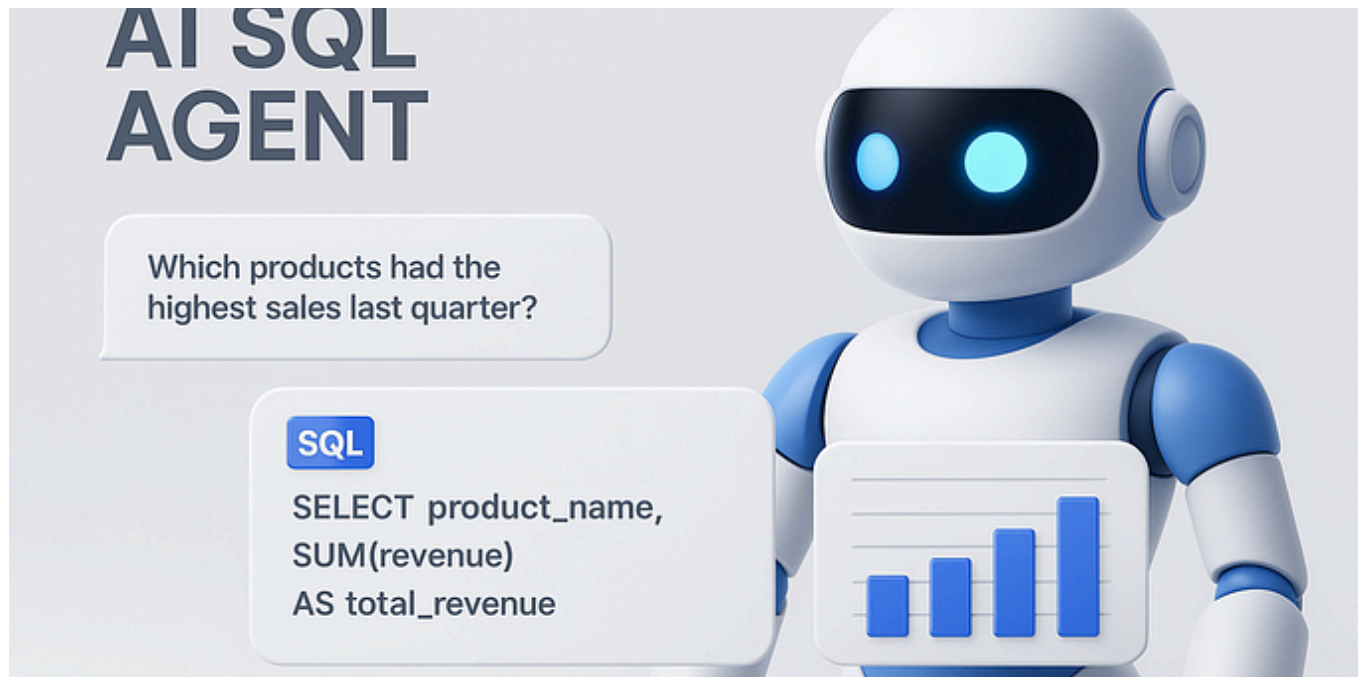 AI SQL
AGENT
Which products had the
highest sales last quarter?
SQL
SELECT product_name,
SUM(revenue)
AS total_revenue